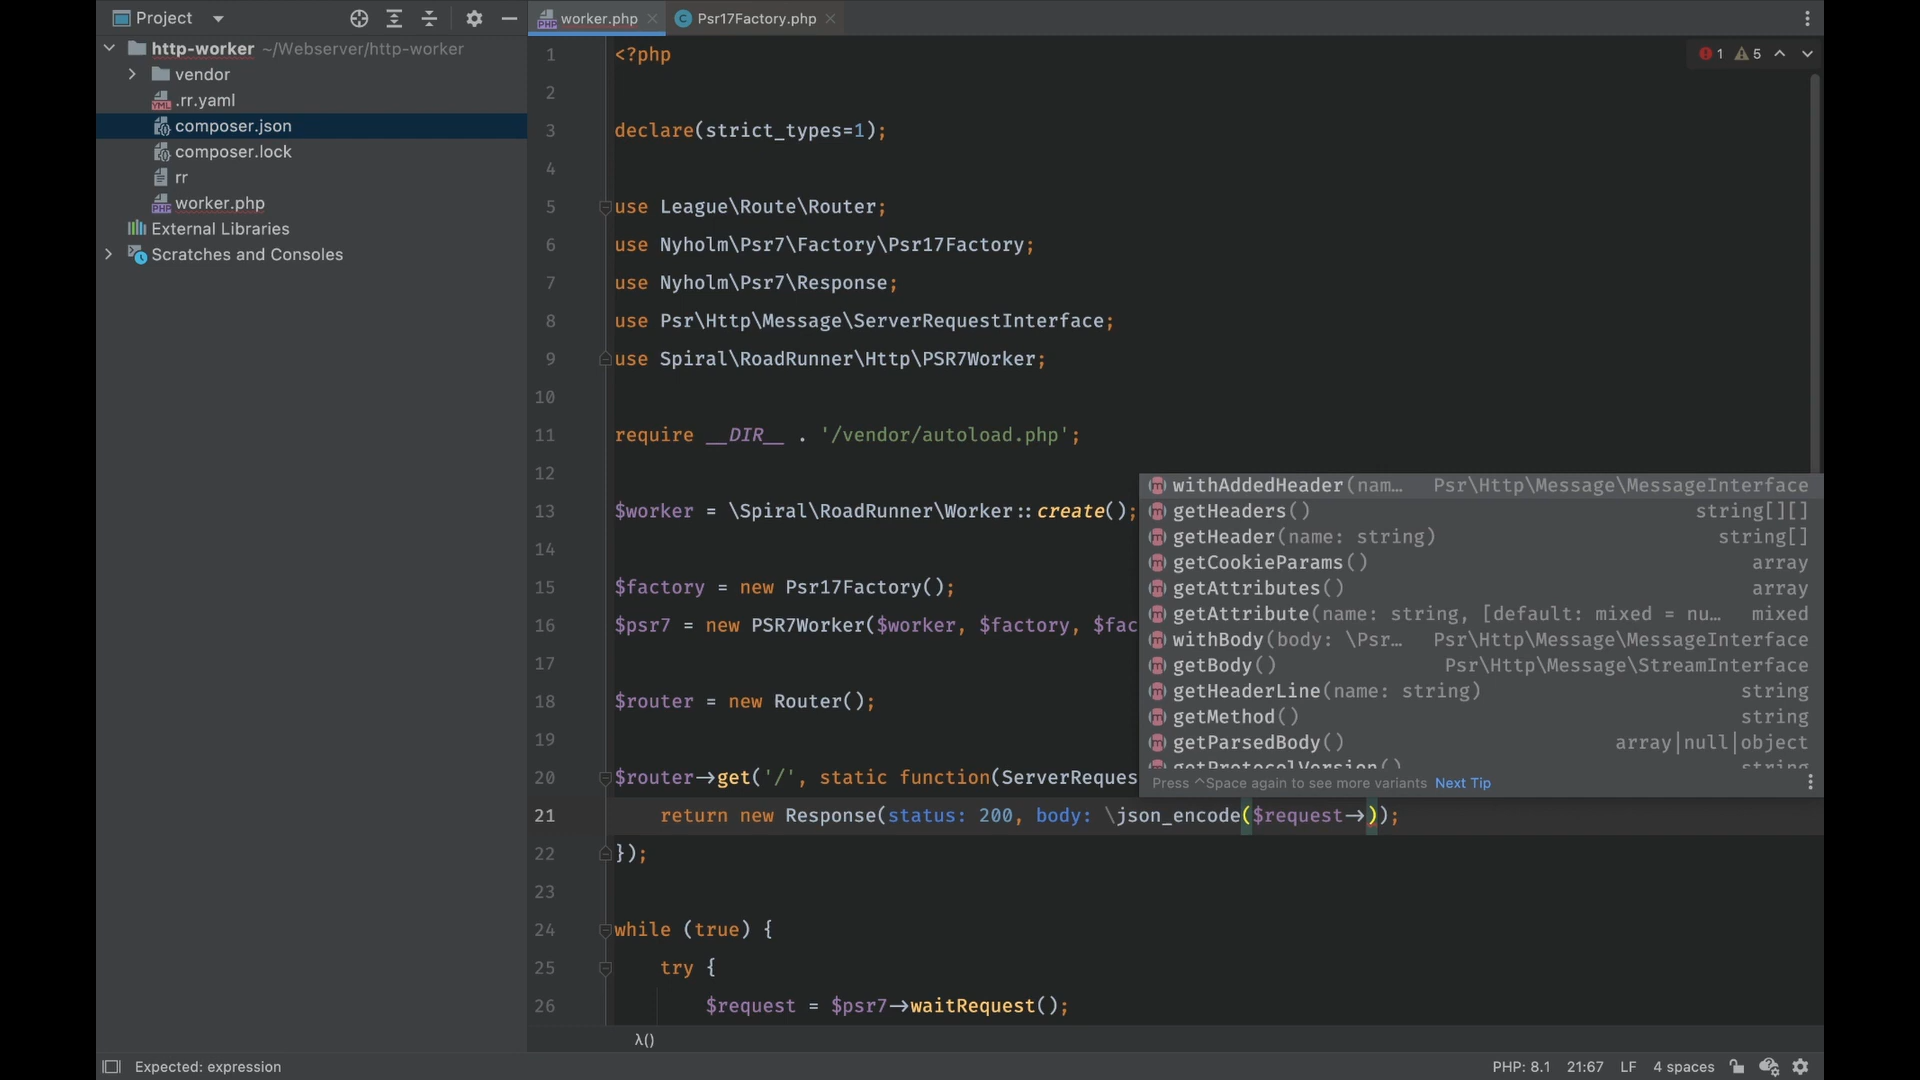 Project
http-worker ~/Webserver/http-worker
vendor
.rr.yaml
composer.json
composer.lock
rr
worker.php
External Libraries
Scratches and Consoles
worker.php
Psr17Factory.php
1 5
1 <?php
2
3 declare(strict_types=1);
4
5 use League\Route\Router;
6 use Nyholm\Psr7\Factory\Psr17Factory;
7 use Nyholm\Psr7\Response;
8 use Psr\Http\Message\ServerRequestInterface;
9 use Spiral\RoadRunner\Http\PSR7Worker;
10
11 require __DIR__ . '/vendor/autoload.php';
12
13 $worker = \Spiral\RoadRunner\Worker::create();
14
15 $factory = new Psr17Factory();
16 $psr7 = new PSR7Worker($worker, $factory, $fac
17
18 $router = new Router();
19
20 $router->get('/', static function(ServerReques
21 return new Response(status: 200, body: \json_encode($request->));
22 });
23
24 while (true) {
25 try {
26 $request = $psr7->waitRequest();
withAddedHeader(nam… Psr\Http\Message\MessageInterface
getHeaders() string[][]
getHeader(name: string) string[]
getCookieParams() array
getAttributes() array
getAttribute(name: string, [default: mixed = nu… mixed
withBody(body: \Psr… Psr\Http\Message\MessageInterface
getBody() Psr\Http\Message\StreamInterface
getHeaderLine(name: string) string
getMethod() string
getParsedBody() array|null|object
getProtocolVersion() string
Press ^Space again to see more variants Next Tip
λ()
Expected: expression
PHP: 8.1 21:67 LF 4 spaces